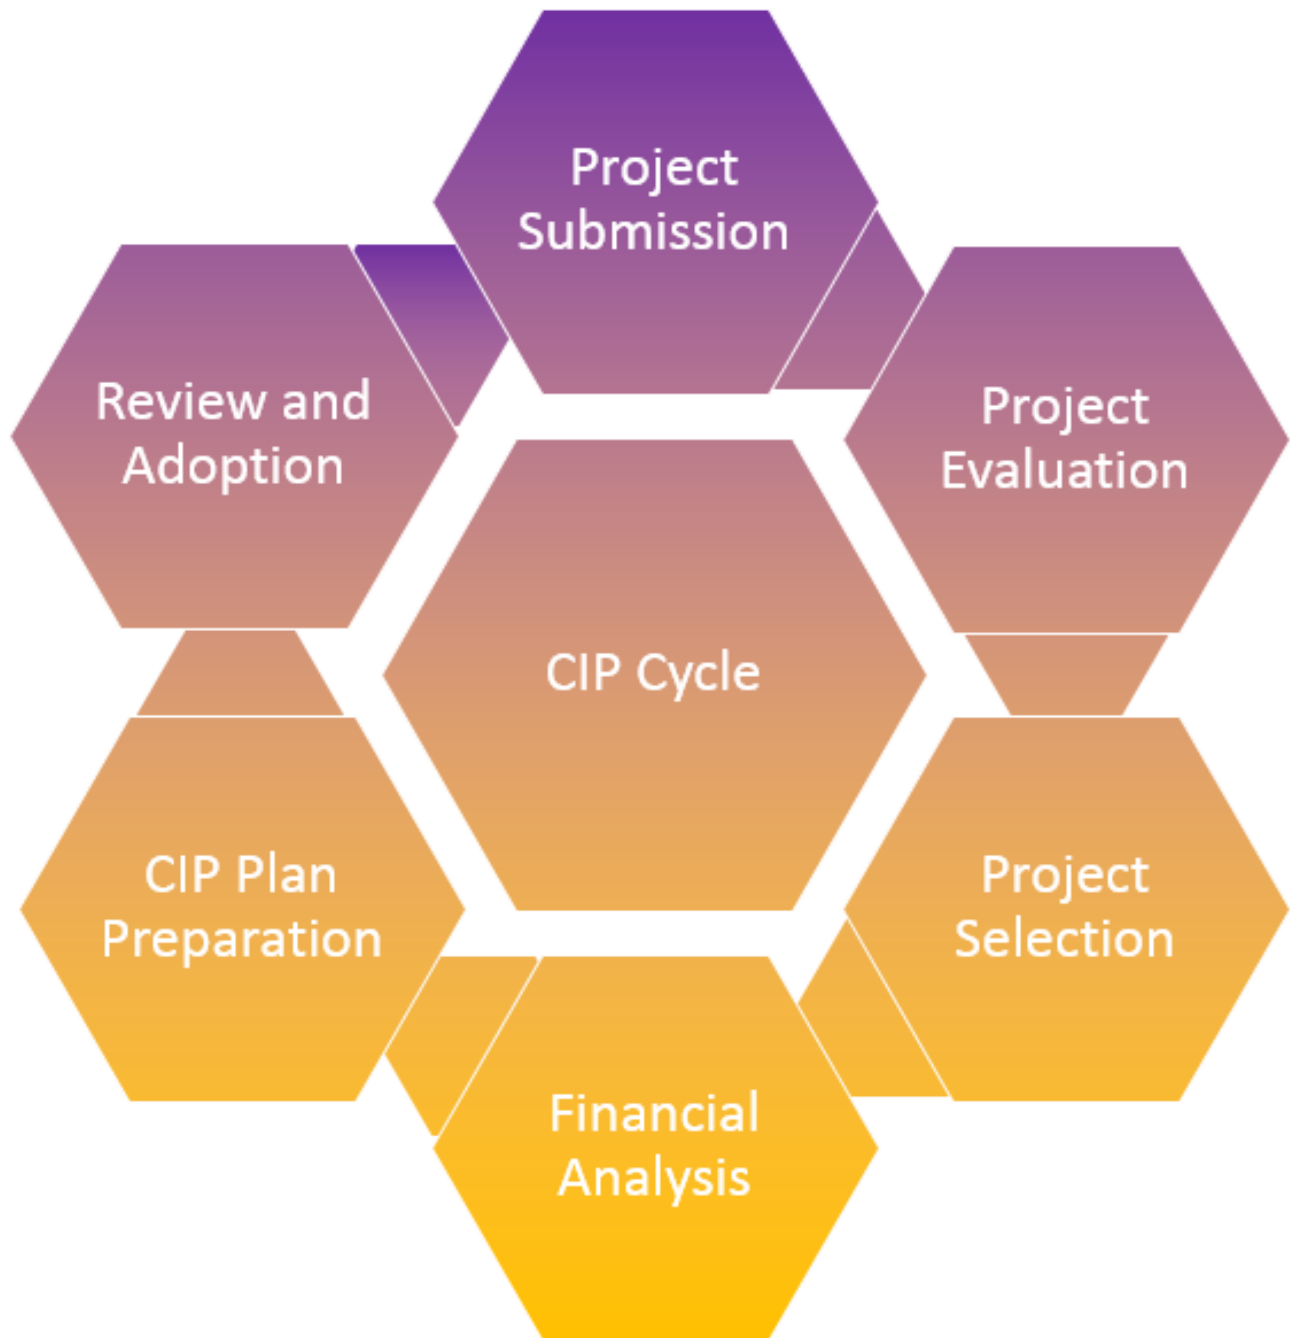 Project
Submission
Project
Evaluation
Project
Selection
Financial
Analysis
CIP Plan
Preparation
Review and
Adoption
CIP Cycle